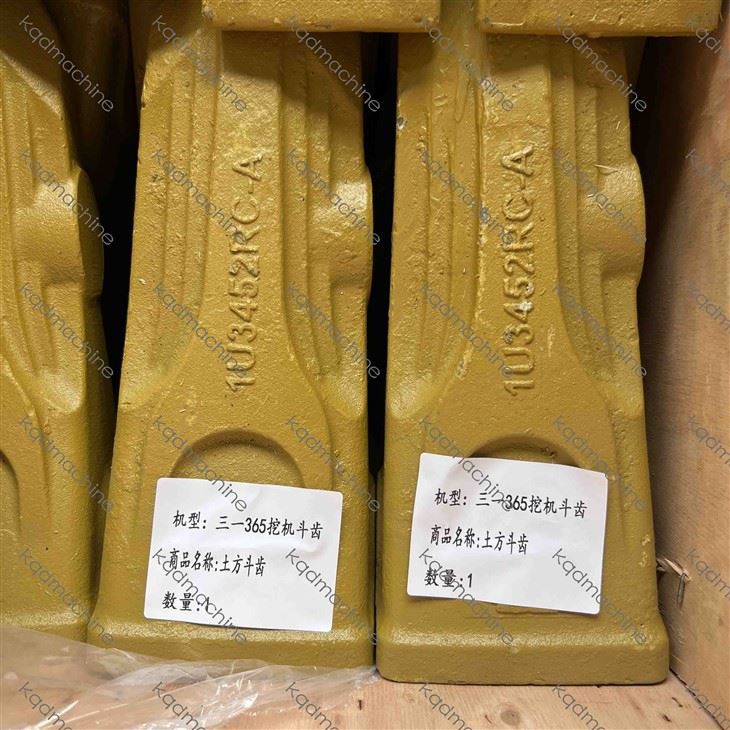 1U3452RC-A
1U3452RC-A
机型：三一365挖机斗齿
商品名称：土方斗齿
数量：1
机型：三一365挖机斗齿
商品名称：土方斗齿
数量：1
kqdmachine